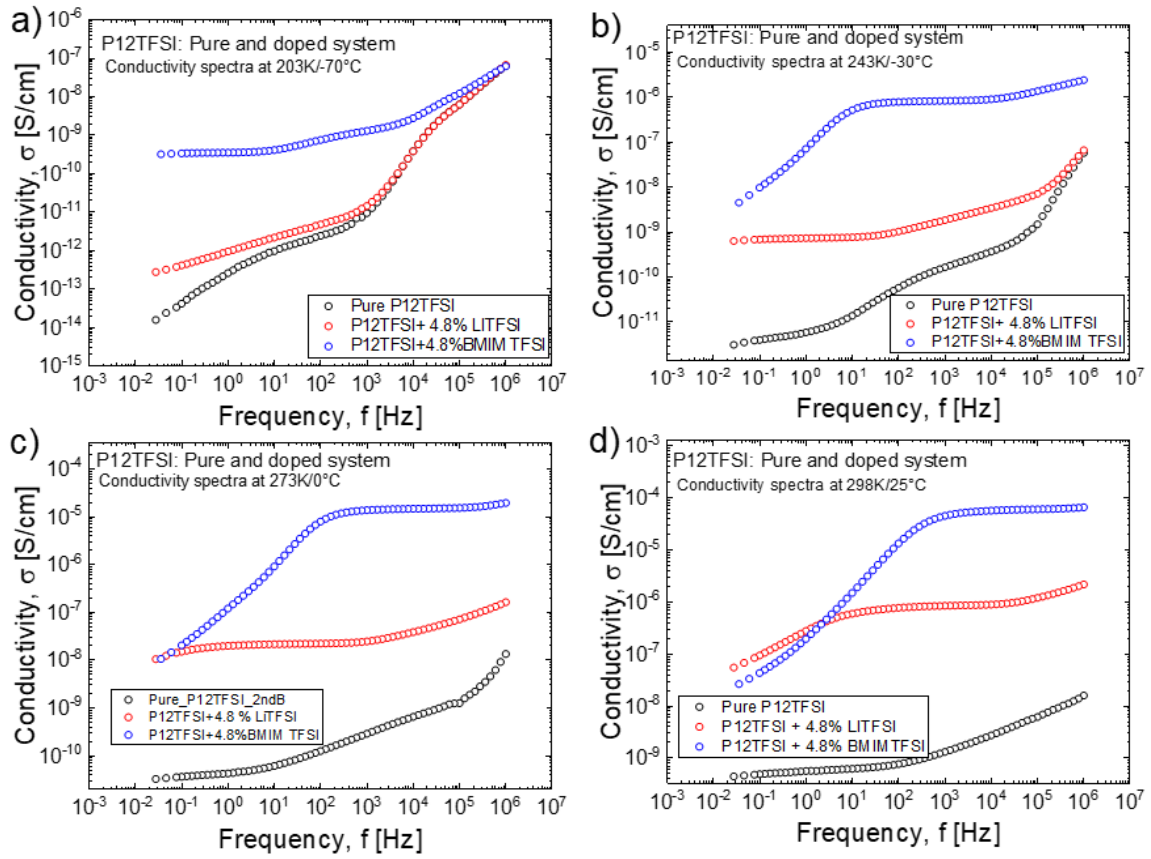 a)
P12TFSI: Pure and doped system
Conductivity spectra at 203K/-70°C
Conductivity, σ [S/cm]
10⁻⁶
10⁻⁷
10⁻⁸
10⁻⁹
10⁻¹⁰
10⁻¹¹
10⁻¹²
10⁻¹³
10⁻¹⁴
10⁻¹⁵
Pure P12TFSI
P12TFSI+ 4.8% LITFSI
P12TFSI+4.8%BMIM TFSI
10⁻³ 10⁻² 10⁻¹ 10⁰ 10¹ 10² 10³ 10⁴ 10⁵ 10⁶ 10⁷
Frequency, f [Hz]
b)
P12TFSI: Pure and doped system
Conductivity spectra at 243K/-30°C
Conductivity, σ [S/cm]
10⁻⁵
10⁻⁶
10⁻⁷
10⁻⁸
10⁻⁹
10⁻¹⁰
10⁻¹¹
Pure P12TFSI
P12TFSI+ 4.8% LITFSI
P12TFSI+4.8%BMIM TFSI
10⁻³ 10⁻² 10⁻¹ 10⁰ 10¹ 10² 10³ 10⁴ 10⁵ 10⁶ 10⁷
Frequency, f [Hz]
c)
P12TFSI: Pure and doped system
Conductivity spectra at 273K/0°C
Conductivity, σ [S/cm]
10⁻⁴
10⁻⁵
10⁻⁶
10⁻⁷
10⁻⁸
10⁻⁹
10⁻¹⁰
Pure_P12TFSI_2ndB
P12TFSI+4.8 % LiTFSI
P12TFSI+4.8%BMIM TFSI
10⁻³ 10⁻² 10⁻¹ 10⁰ 10¹ 10² 10³ 10⁴ 10⁵ 10⁶ 10⁷
Frequency, f [Hz]
d)
P12TFSI: Pure and doped system
Conductivity spectra at 298K/25°C
Conductivity, σ [S/cm]
10⁻³
10⁻⁴
10⁻⁵
10⁻⁶
10⁻⁷
10⁻⁸
10⁻⁹
Pure P12TFSI
P12TFSI + 4.8% LITFSI
P12TFSI + 4.8% BMIMTFSI
10⁻³ 10⁻² 10⁻¹ 10⁰ 10¹ 10² 10³ 10⁴ 10⁵ 10⁶ 10⁷
Frequency, f [Hz]